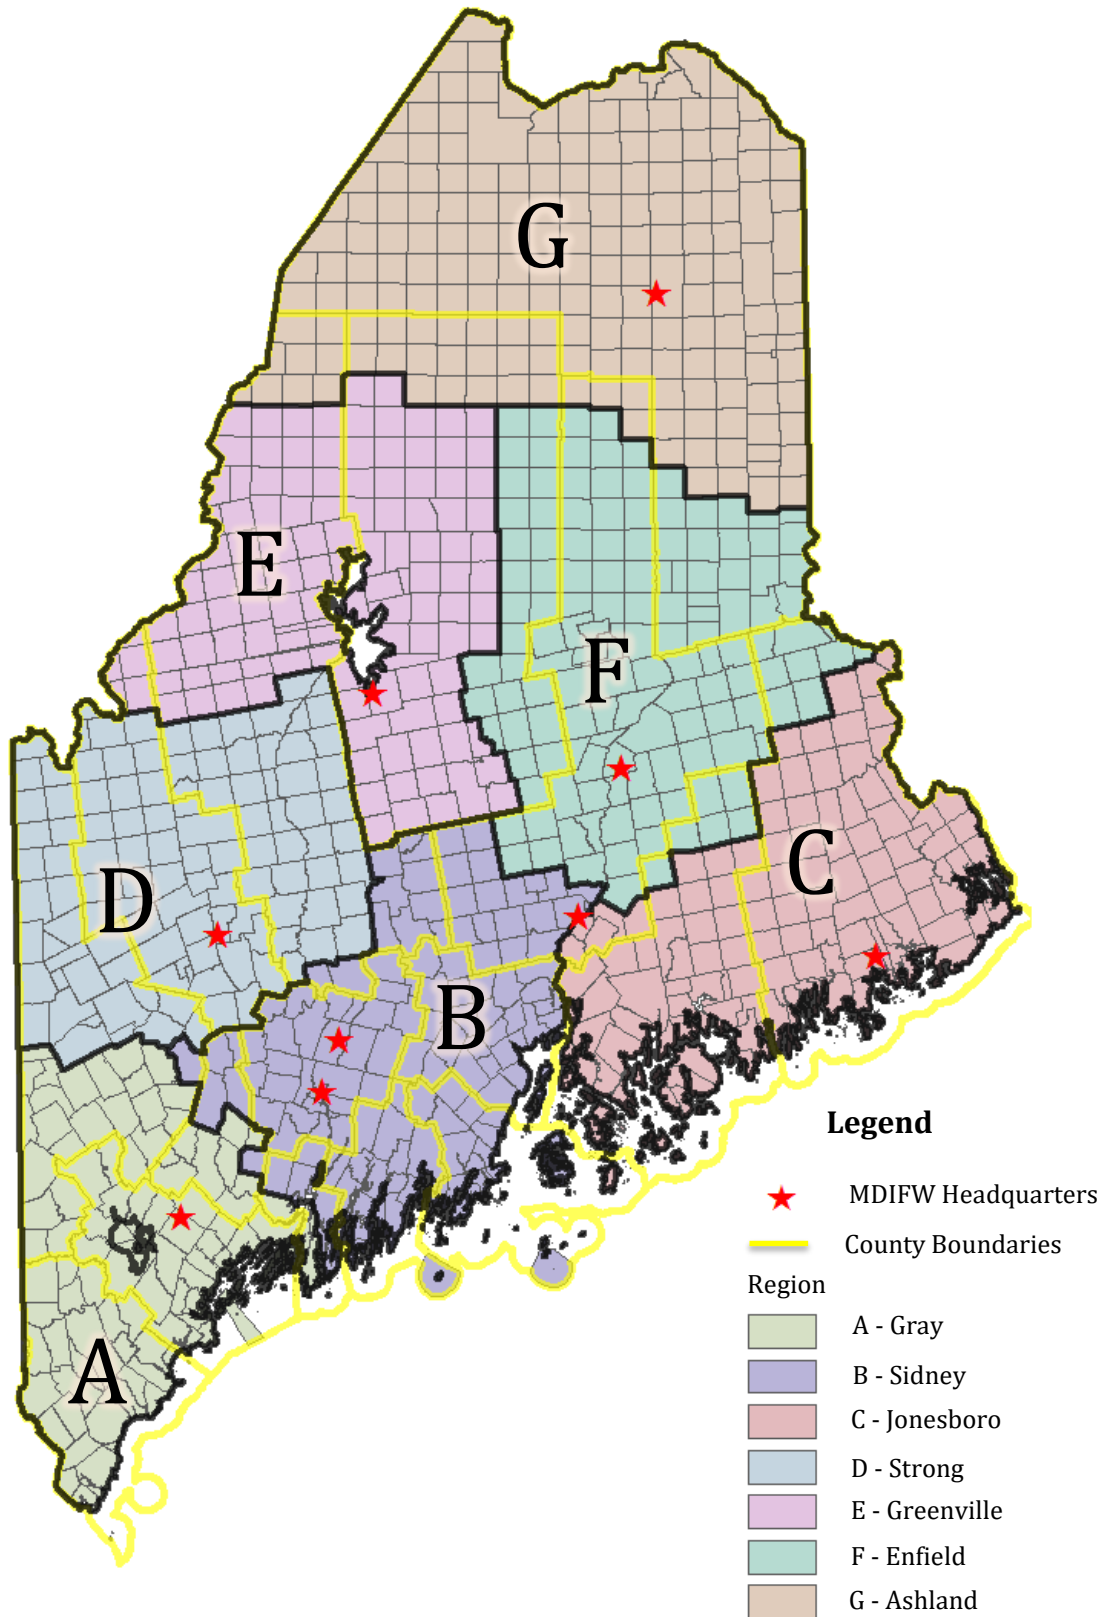 G
E
F
C
D
B
A
Legend
MDIFW Headquarters
County Boundaries
Region
A - Gray
B - Sidney
C - Jonesboro
D - Strong
E - Greenville
F - Enfield
G - Ashland